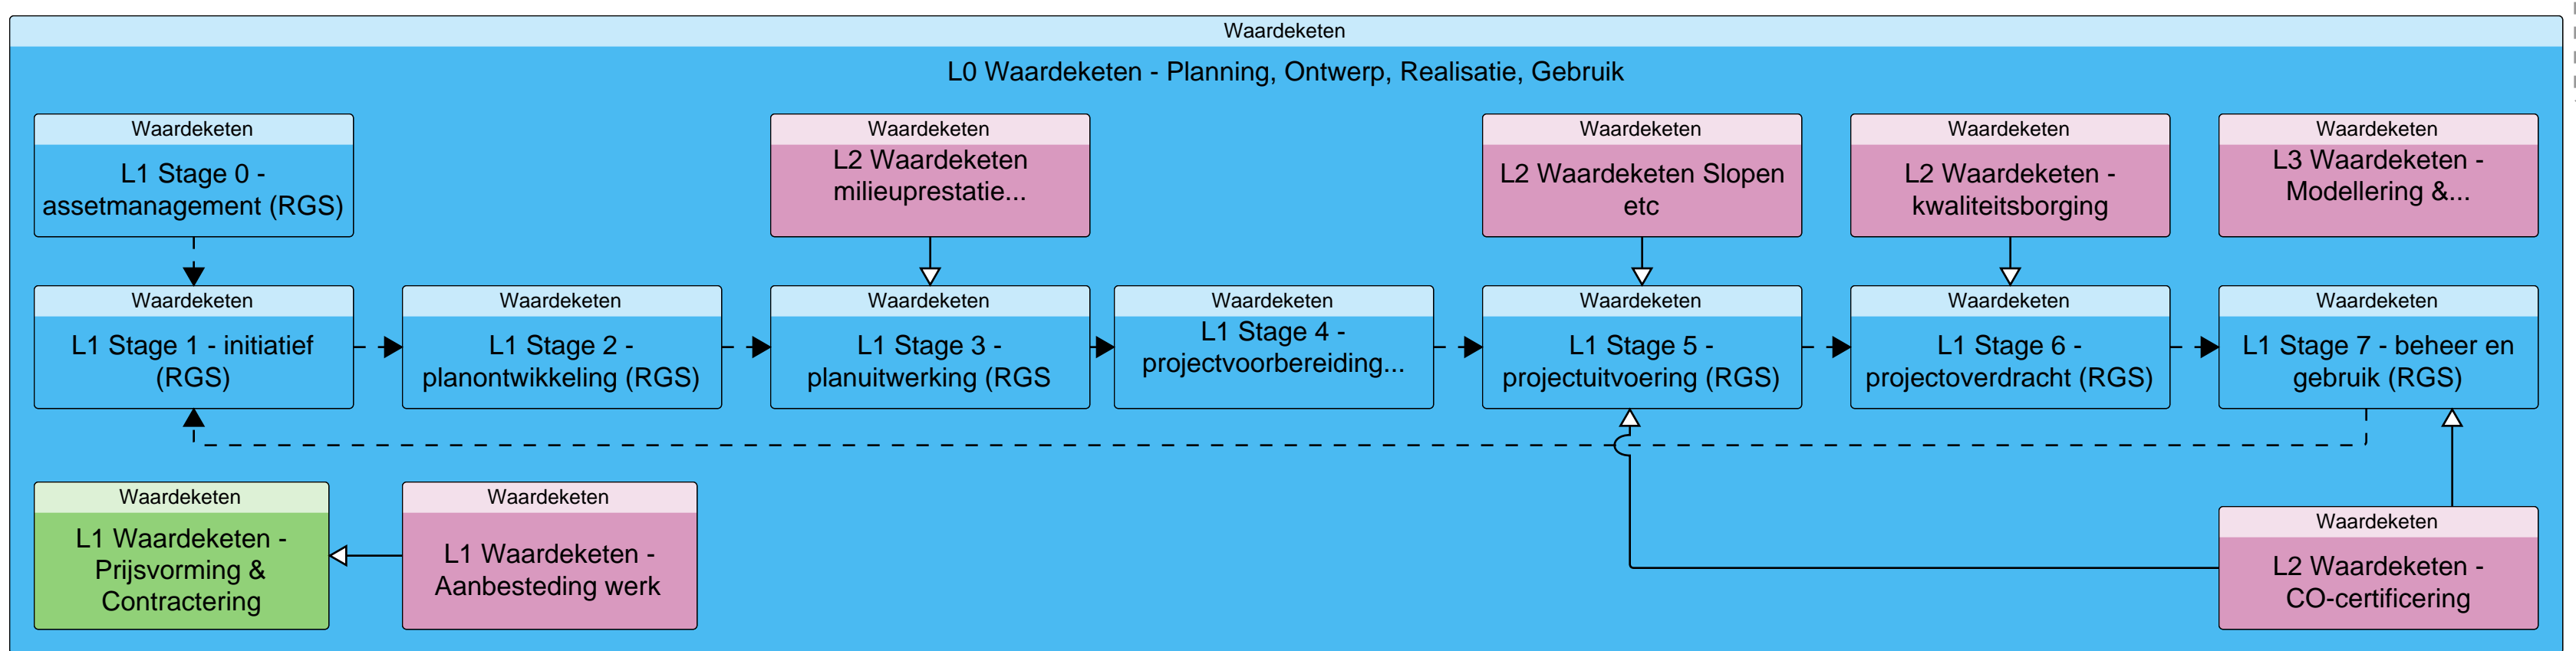 Waardeketen
L0 Waardeketen - Planning, Ontwerp, Realisatie, Gebruik
Waardeketen
L1 Stage 0 -
assetmanagement (RGS)
Waardeketen
L2 Waardeketen
milieuprestatie...
Waardeketen
L2 Waardeketen Slopen
etc
Waardeketen
L2 Waardeketen -
kwaliteitsborging
Waardeketen
L3 Waardeketen -
Modellering &...
Waardeketen
L1 Stage 1 - initiatief
(RGS)
Waardeketen
L1 Stage 2 -
planontwikkeling (RGS)
Waardeketen
L1 Stage 3 -
planuitwerking (RGS
Waardeketen
L1 Stage 4 -
projectvoorbereiding...
Waardeketen
L1 Stage 5 -
projectuitvoering (RGS)
Waardeketen
L1 Stage 6 -
projectoverdracht (RGS)
Waardeketen
L1 Stage 7 - beheer en
gebruik (RGS)
Waardeketen
L1 Waardeketen -
Prijsvorming &
Contractering
Waardeketen
L1 Waardeketen -
Aanbesteding werk
Waardeketen
L2 Waardeketen -
CO-certificering